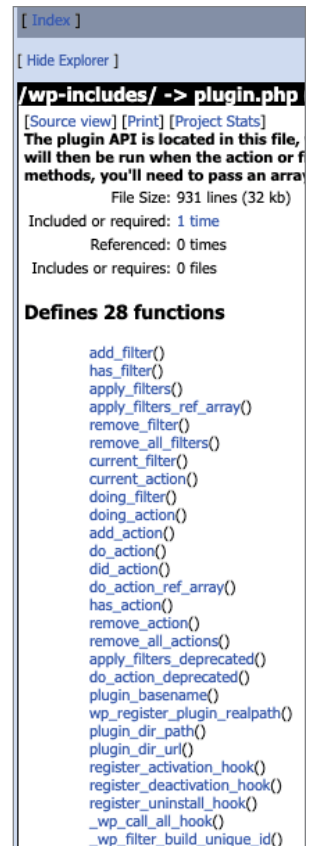 [ Index ]
[ Hide Explorer ]
/wp-includes/ -> plugin.php
[Source view] [Print] [Project Stats]
The plugin API is located in this file,
will then be run when the action or f
methods, you'll need to pass an array
File Size: 931 lines (32 kb)
Included or required: 1 time
Referenced: 0 times
Includes or requires: 0 files
Defines 28 functions
add_filter()
has_filter()
apply_filters()
apply_filters_ref_array()
remove_filter()
remove_all_filters()
current_filter()
current_action()
doing_filter()
doing_action()
add_action()
do_action()
did_action()
do_action_ref_array()
has_action()
remove_action()
remove_all_actions()
apply_filters_deprecated()
do_action_deprecated()
plugin_basename()
wp_register_plugin_realpath()
plugin_dir_path()
plugin_dir_url()
register_activation_hook()
register_deactivation_hook()
register_uninstall_hook()
_wp_call_all_hook()
_wp_filter_build_unique_id()